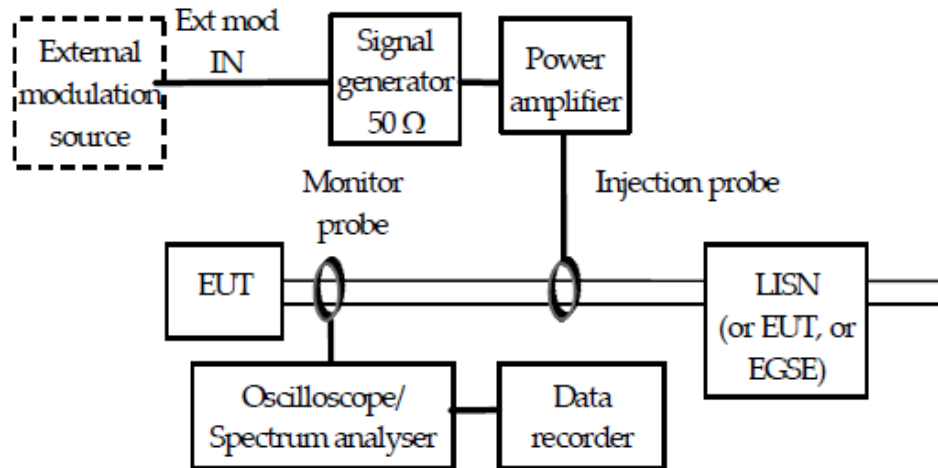 External
modulation
source
Ext mod
IN
Signal
generator
50 Ω
Power
amplifier
Monitor
probe
Injection probe
EUT
LISN
(or EUT, or
EGSE)
Oscilloscope/
Spectrum analyser
Data
recorder